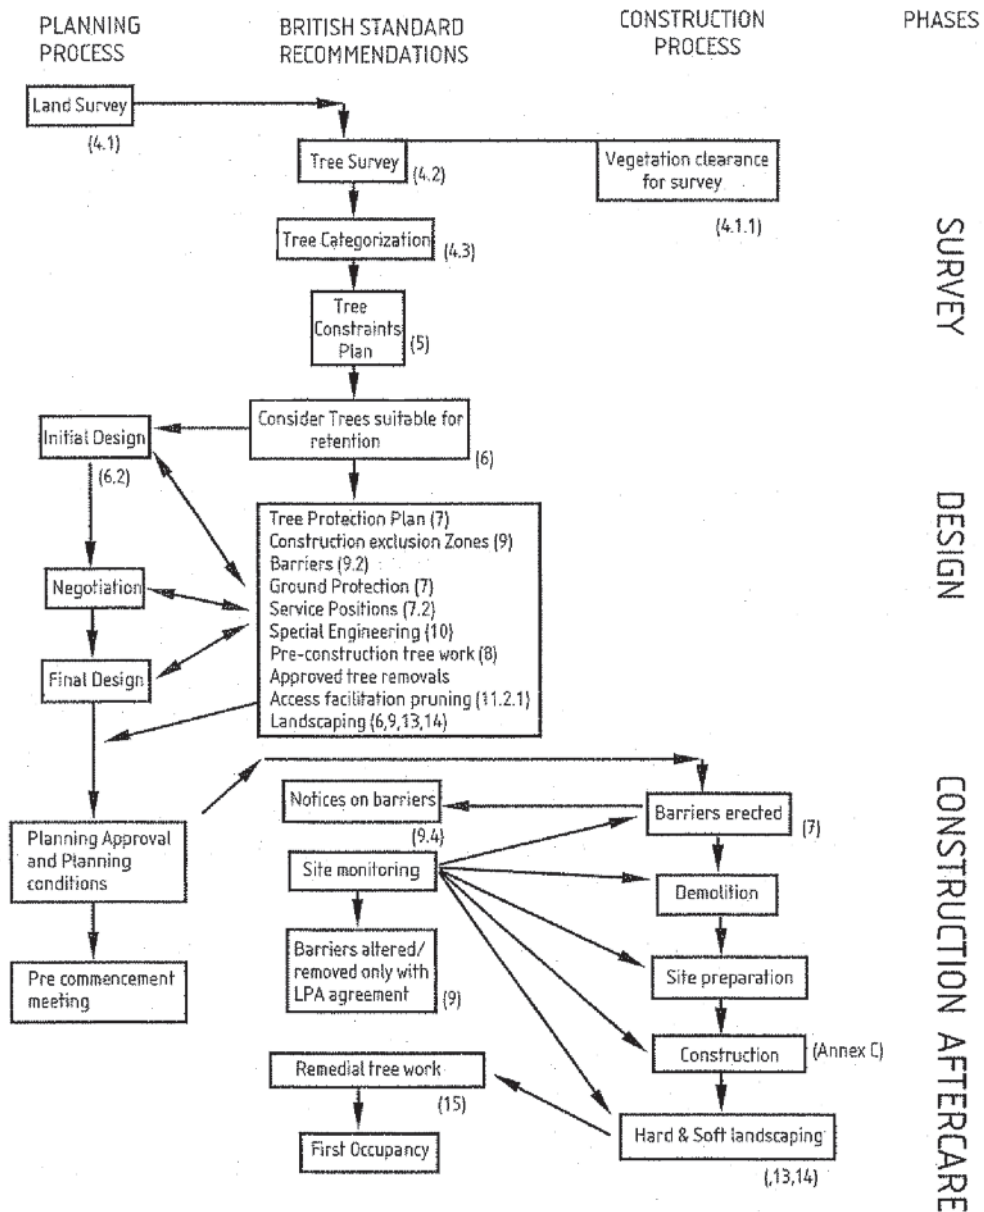 PLANNING
PROCESS
BRITISH STANDARD
RECOMMENDATIONS
CONSTRUCTION
PROCESS
PHASES
Land Survey
(4.1)
Tree Survey
(4.2)
Vegetation clearance
for survey
(4.1.1)
Tree Categorization
(4.3)
Tree
Constraints
Plan
(5)
SURVEY
Consider Trees suitable for
retention
(6)
Initial Design
(6.2)
Tree Protection Plan (7)
Construction exclusion Zones (9)
Barriers (9.2)
Ground Protection (7)
Service Positions (7.2)
Special Engineering (10)
Pre-construction tree work (8)
Approved tree removals
Access facilitation pruning (11.2.1)
Landscaping (6,9,13,14)
Negotiation
Final Design
DESIGN
Planning Approval
and Planning
conditions
Pre commencement
meeting
Notices on barriers
(9.4)
Barriers erected
(7)
Site monitoring
Demolition
Barriers altered/
removed only with
LPA agreement
(9)
Site preparation
Construction
(Annex C)
Remedial tree work
(15)
Hard & Soft landscaping
(,13,14)
First Occupancy
CONSTRUCTION AFTERCARE